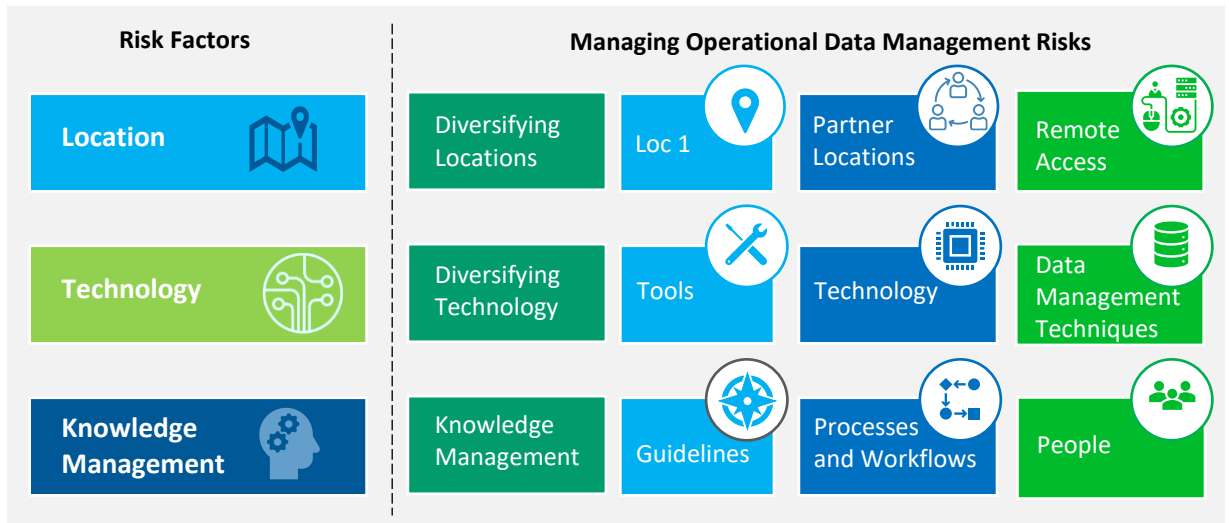 Risk Factors
Managing Operational Data Management Risks
Location
Diversifying
Locations
Loc 1
Partner
Locations
Remote
Access
Technology
Diversifying
Technology
Tools
Technology
Data
Management
Techniques
Knowledge
Management
Knowledge
Management
Guidelines
Processes
and Workflows
People